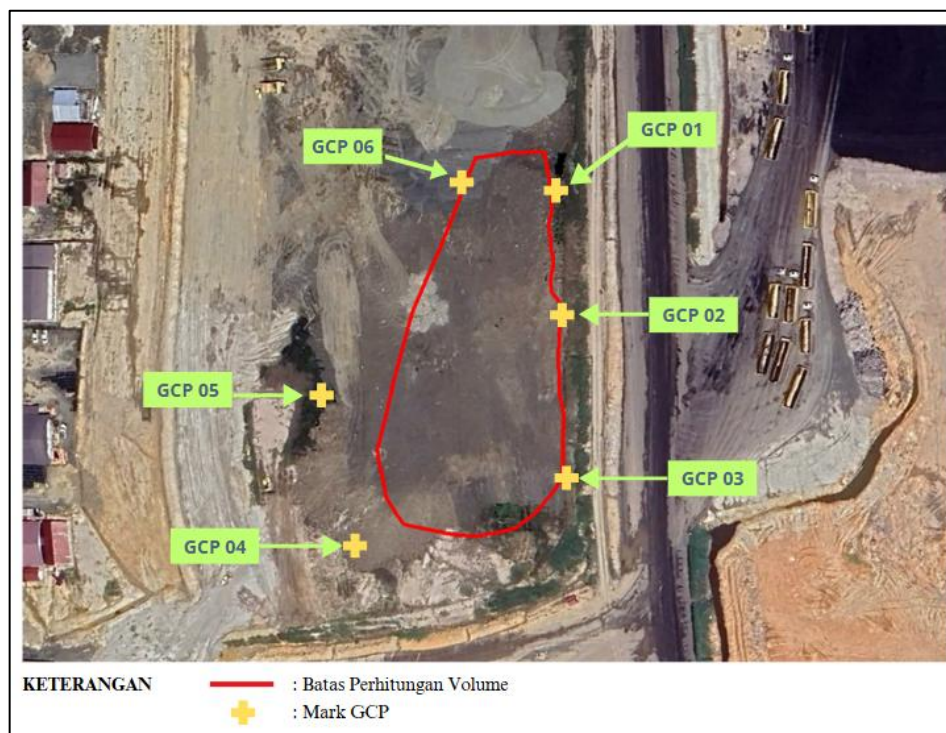 GCP 01
GCP 06
GCP 02
GCP 05
GCP 03
GCP 04
KETERANGAN : Batas Perhitungan Volume
: Mark GCP